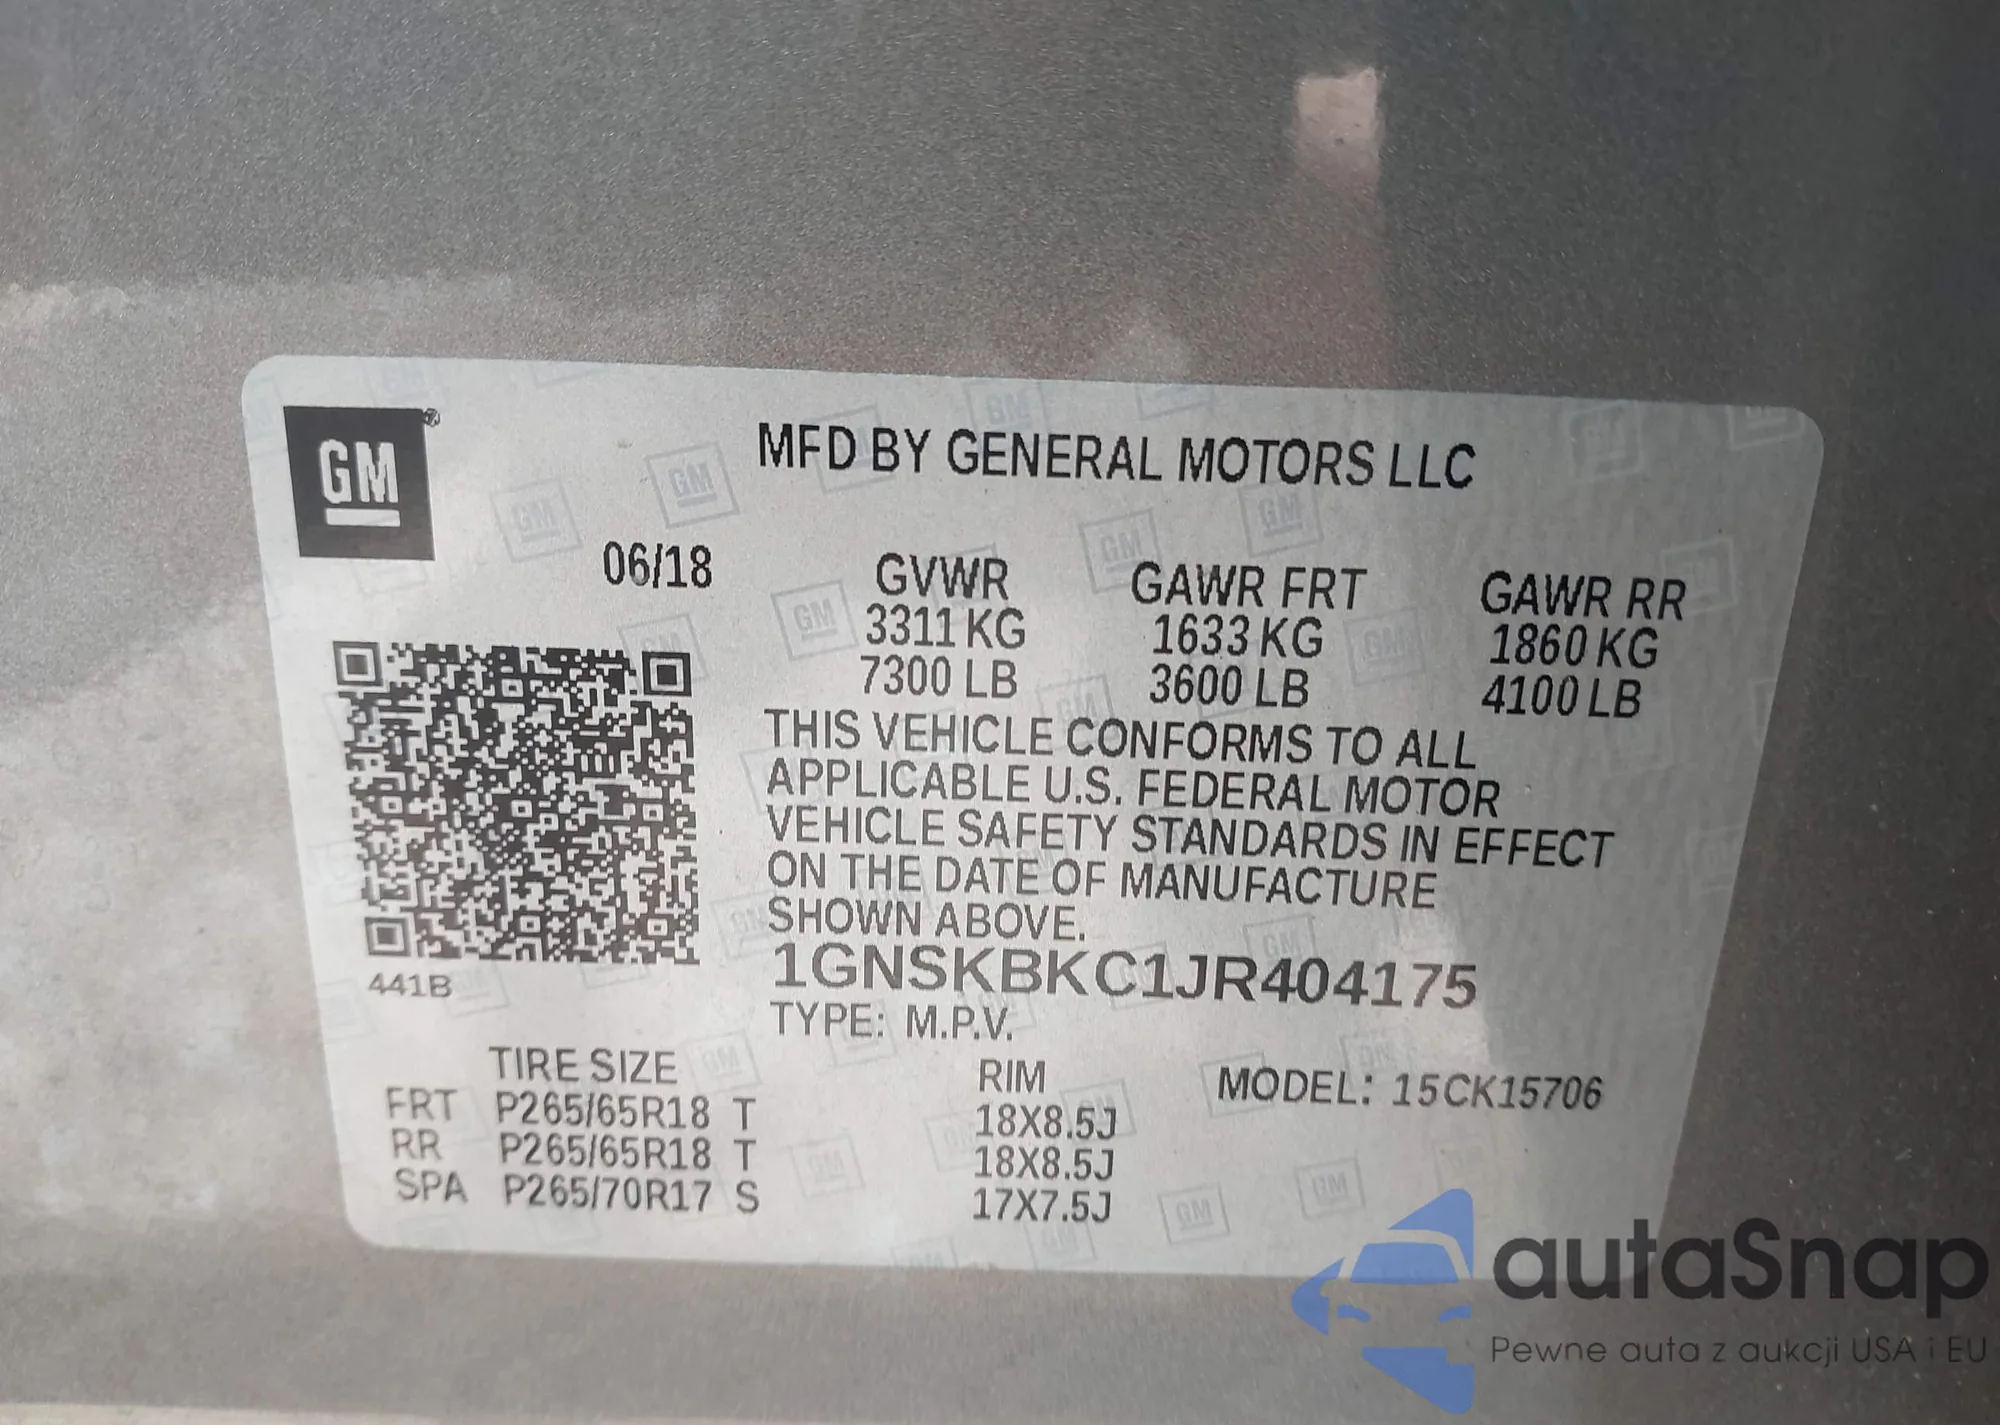 GM®
MFD BY GENERAL MOTORS LLC
06/18
GVWR GAWR FRT GAWR RR
3311 KG 1633 KG 1860 KG
7300 LB 3600 LB 4100 LB
THIS VEHICLE CONFORMS TO ALL
APPLICABLE U.S. FEDERAL MOTOR
VEHICLE SAFETY STANDARDS IN EFFECT
ON THE DATE OF MANUFACTURE
SHOWN ABOVE.
1GNSKBKC1JR404175
441B
TYPE: M.P.V.
TIRE SIZE RIM MODEL: 15CK15706
FRT P265/65R18 T 18X8.5J
RR P265/65R18 T 18X8.5J
SPA P265/70R17 S 17X7.5J
autaSnap
Pewne auta z aukcji USA i EU